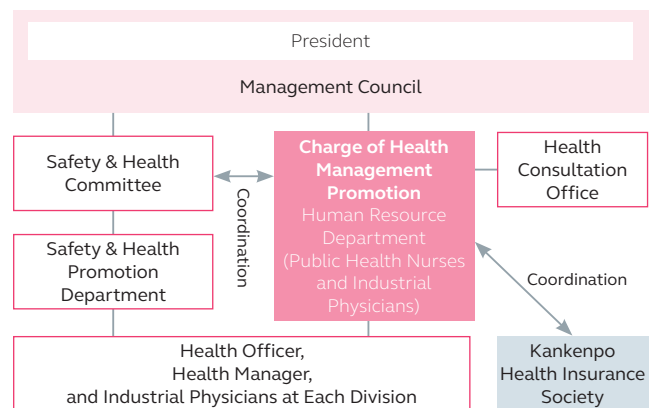 President
Management Council
Safety & Health
Committee
Coordination
Charge of Health
Management
Promotion
Human Resource
Department
(Public Health Nurses
and Industrial
Physicians)
Health
Consultation
Office
Safety & Health
Promotion
Department
Coordination
Health Officer,
Health Manager,
and Industrial Physicians at Each Division
Kankenpo
Health Insurance
Society